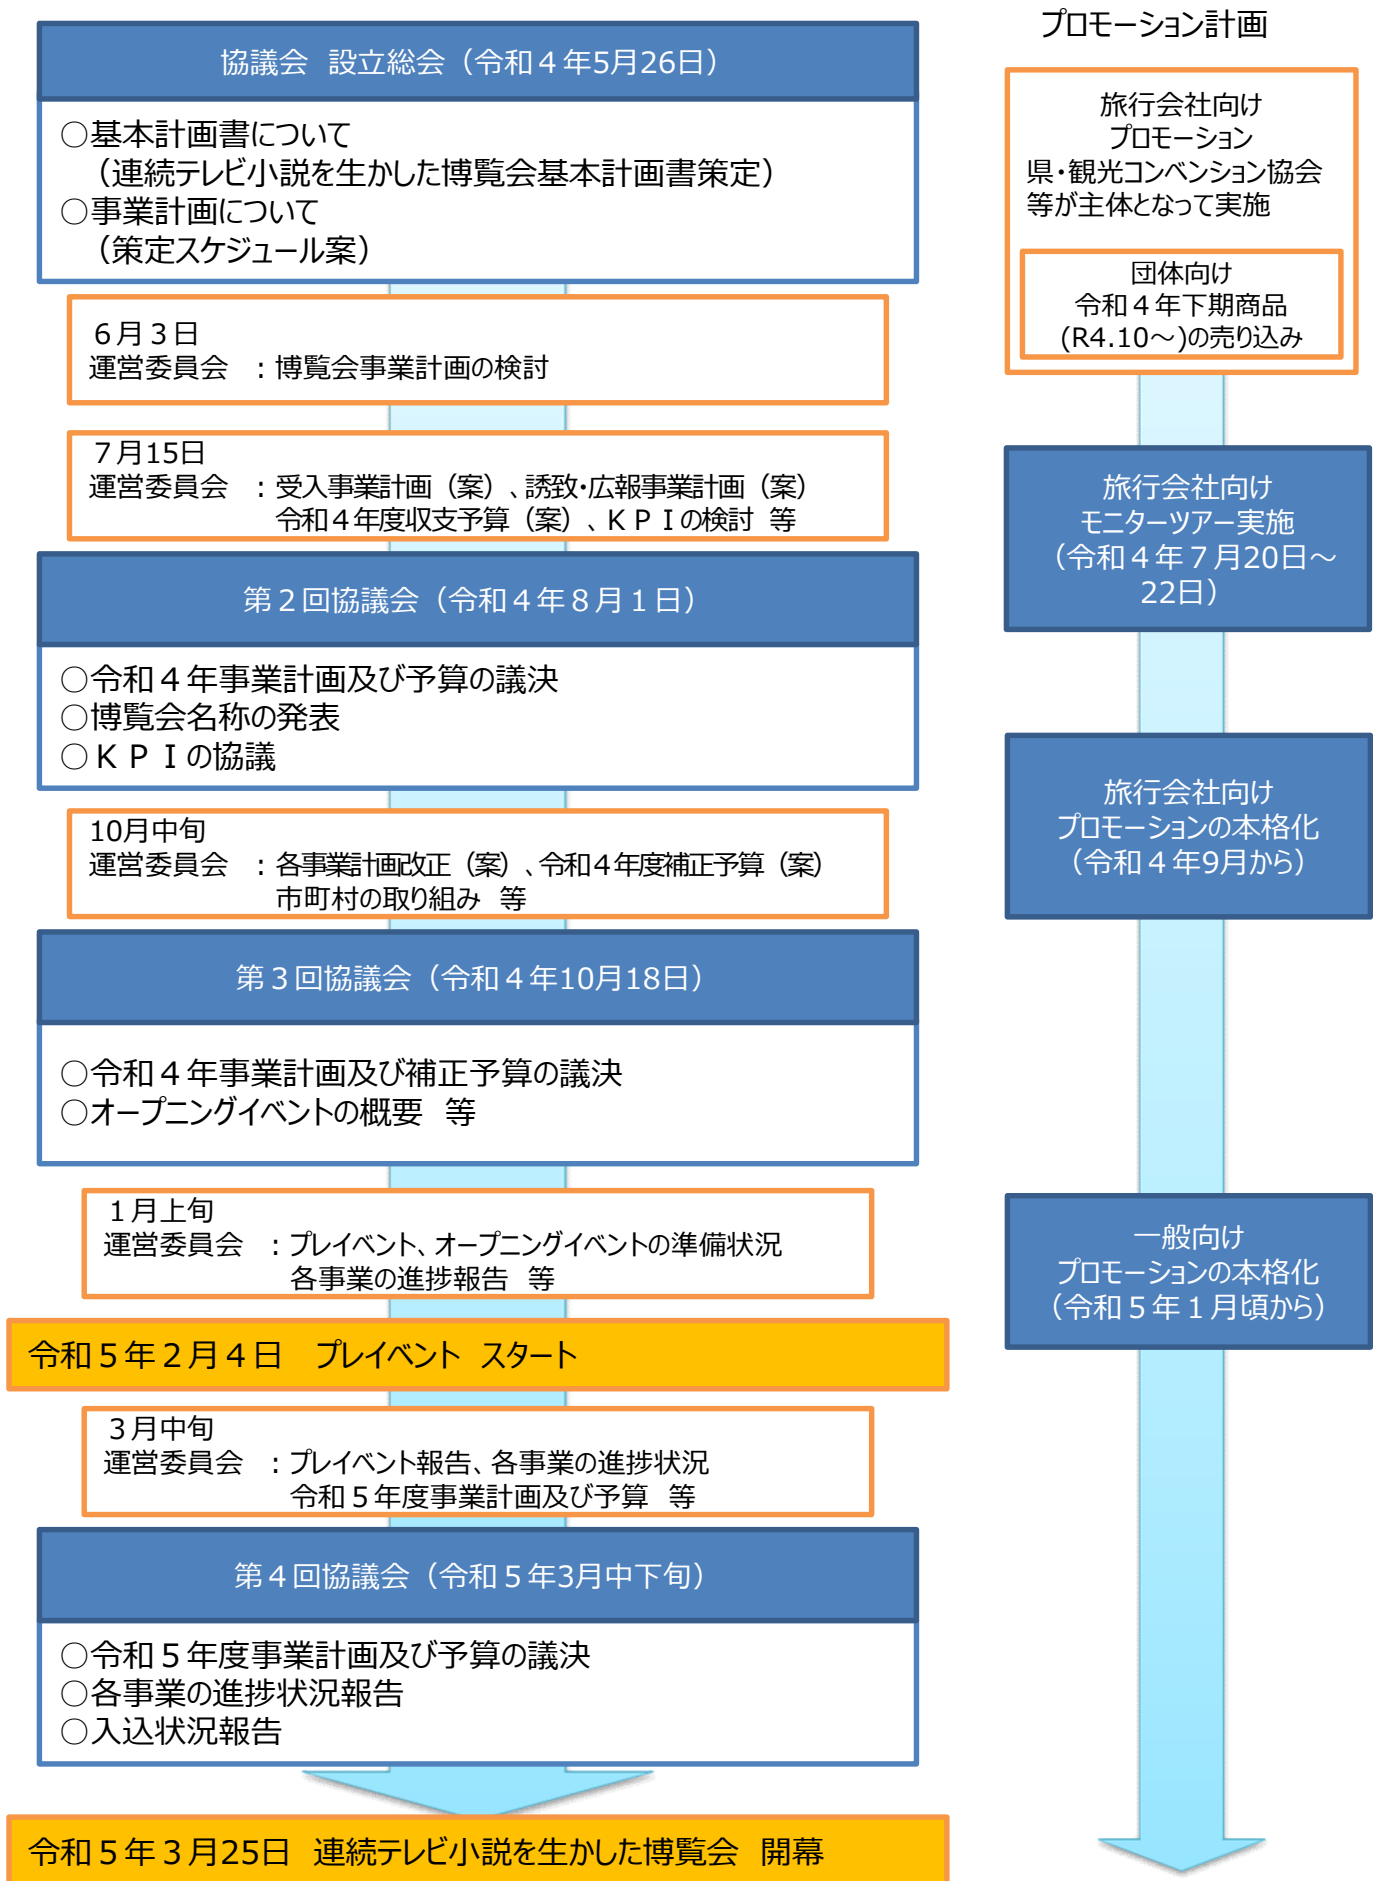 協議会　設立総会（令和４年5月26日）
○基本計画書について
（連続テレビ小説を生かした博覧会基本計画書策定）
○事業計画について
（策定スケジュール案）
６月３日
運営委員会　：博覧会事業計画の検討
７月15日
運営委員会　：受入事業計画（案）、誘致・広報事業計画（案）
令和４年度収支予算（案）、ＫＰＩの検討　等
第２回協議会（令和４年８月１日）
○令和４年事業計画及び予算の議決
○博覧会名称の発表
○ＫＰＩの協議
10月中旬
運営委員会　：各事業計画改正（案）、令和４年度補正予算（案）
市町村の取り組み　等
第３回協議会（令和４年10月18日）
○令和４年事業計画及び補正予算の議決
○オープニングイベントの概要　等
１月上旬
運営委員会　：プレイベント、オープニングイベントの準備状況
各事業の進捗報告　等
令和５年２月４日　プレイベント　スタート
３月中旬
運営委員会　：プレイベント報告、各事業の進捗状況
令和５年度事業計画及び予算　等
第４回協議会（令和５年3月中下旬）
○令和５年度事業計画及び予算の議決
○各事業の進捗状況報告
○入込状況報告
令和５年３月25日　連続テレビ小説を生かした博覧会　開幕
プロモーション計画
旅行会社向け
プロモーション
県・観光コンベンション協会
等が主体となって実施
団体向け
令和４年下期商品
(R4.10～)の売り込み
旅行会社向け
モニターツアー実施
（令和４年７月20日～
22日）
旅行会社向け
プロモーションの本格化
（令和４年9月から）
一般向け
プロモーションの本格化
（令和５年１月頃から）